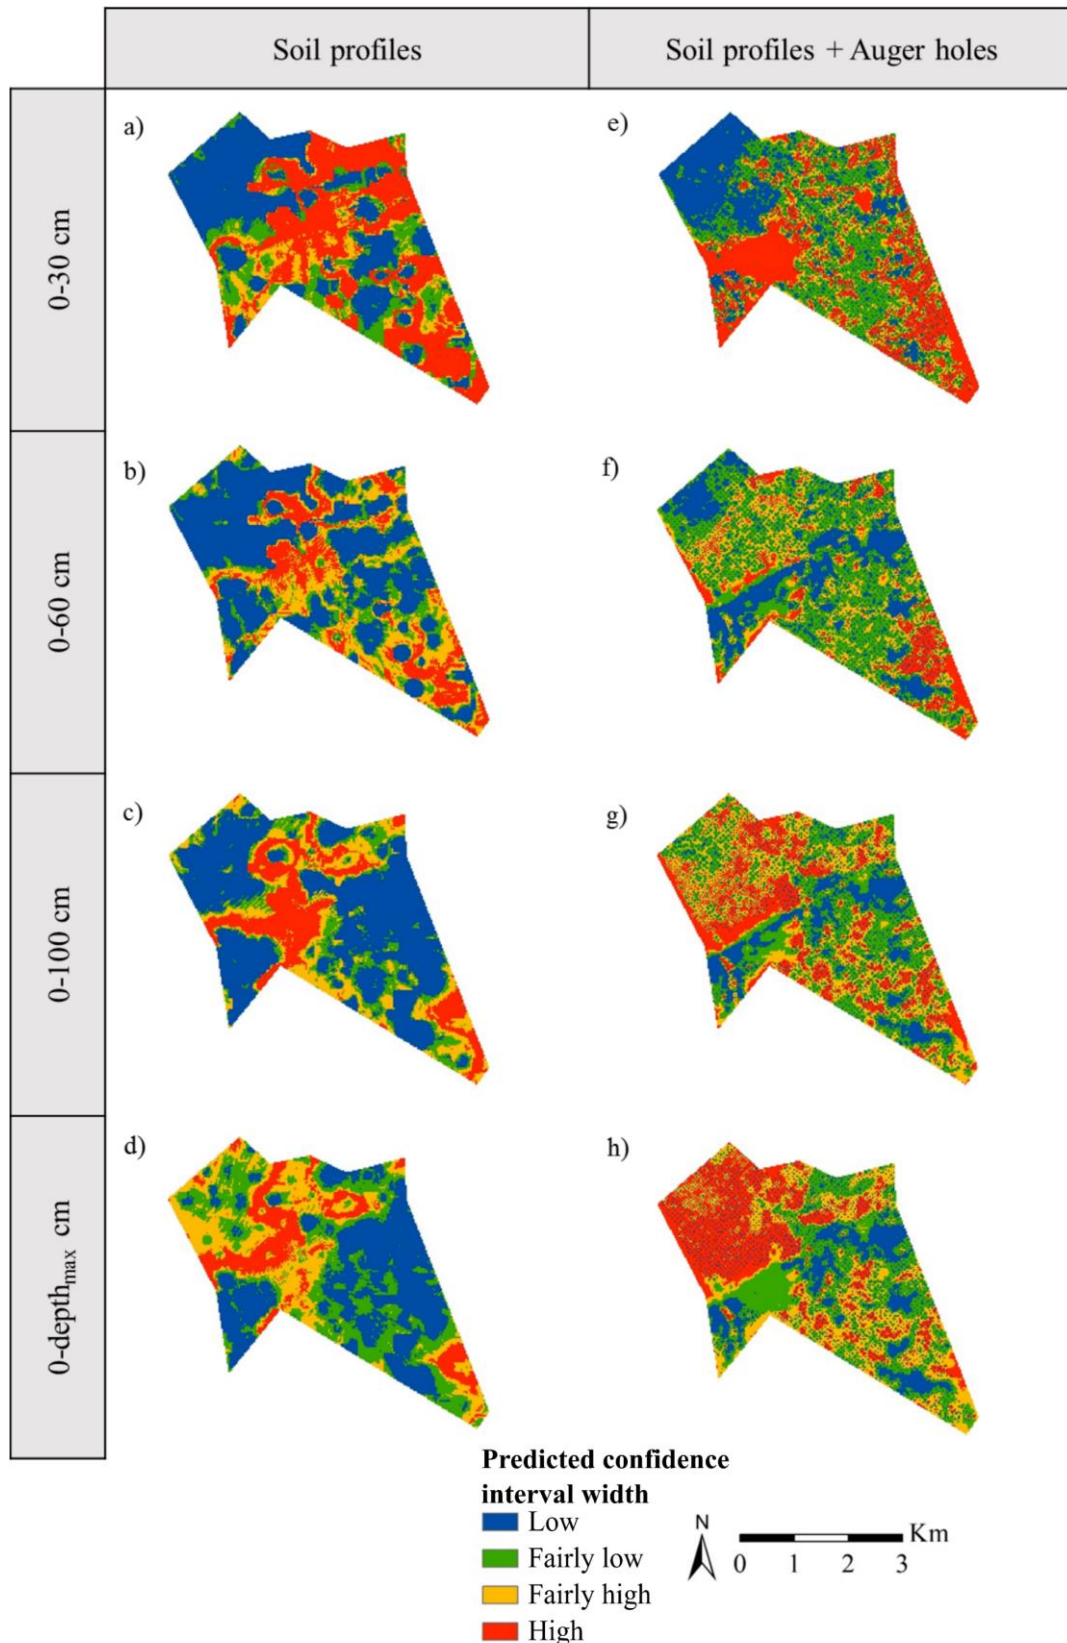 Soil profiles
Soil profiles + Auger holes
0-30 cm
a)
e)
0-60 cm
b)
f)
0-100 cm
c)
g)
0-depthmax cm
d)
h)
Predicted confidence
interval width
Low
Fairly low
Fairly high
High
N
Km
0 1 2 3